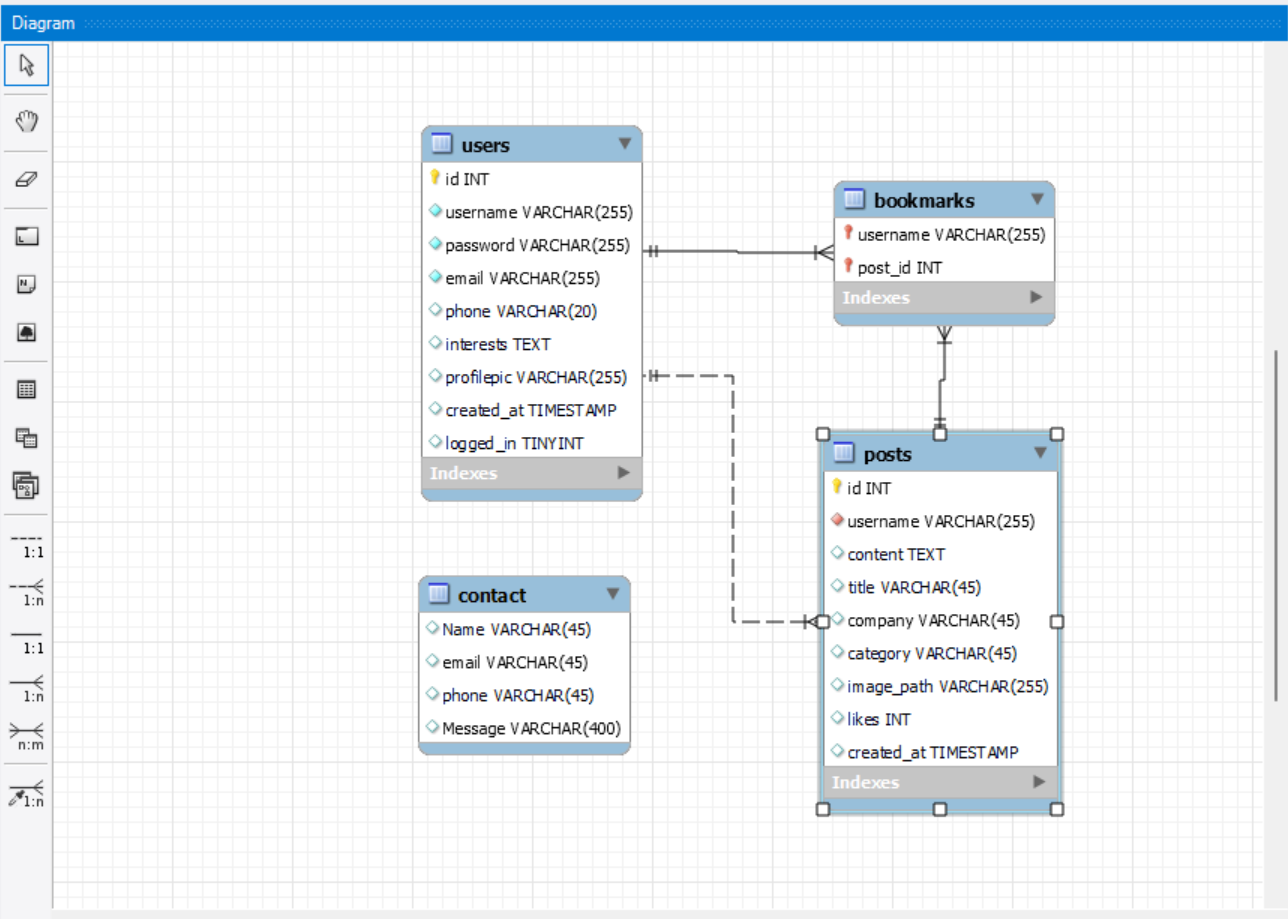 Diagram
users
id INT
username VARCHAR(255)
password VARCHAR(255)
email VARCHAR(255)
phone VARCHAR(20)
interests TEXT
profilepic VARCHAR(255)
created_at TIMESTAMP
logged_in TINYINT
Indexes
bookmarks
username VARCHAR(255)
post_id INT
Indexes
posts
id INT
username VARCHAR(255)
content TEXT
title VARCHAR(45)
company VARCHAR(45)
category VARCHAR(45)
image_path VARCHAR(255)
likes INT
created_at TIMESTAMP
Indexes
contact
Name VARCHAR(45)
email VARCHAR(45)
phone VARCHAR(45)
Message VARCHAR(400)
1:1
1:n
1:1
1:n
n:m
1:n